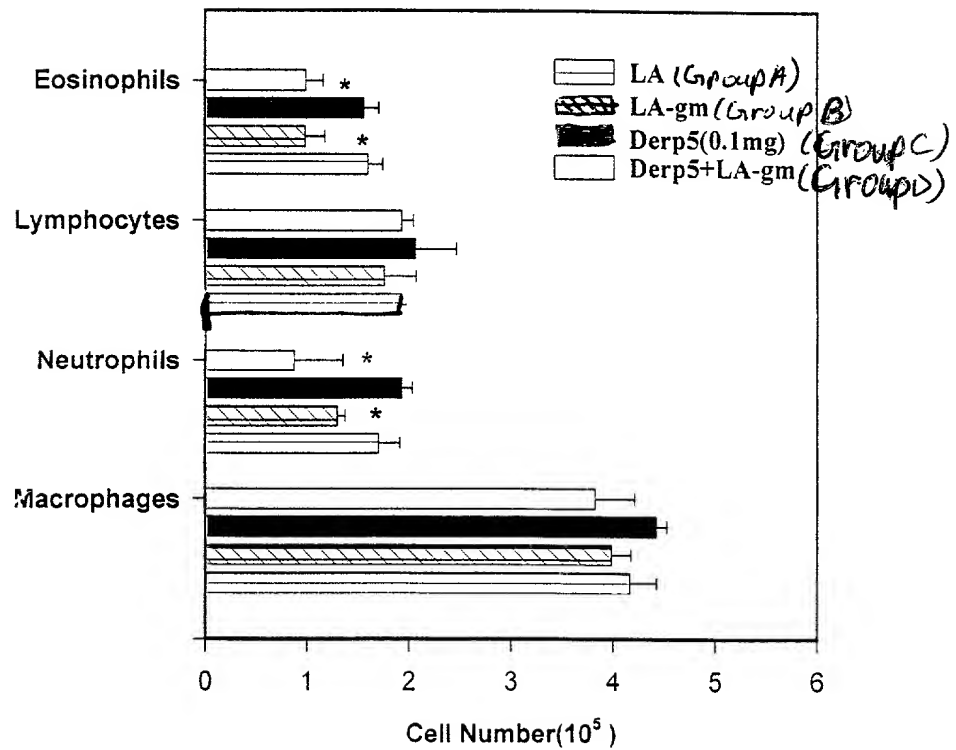 Eosinophils
*
*
LA (Group A)
LA-gm (Group B)
Derp5(0.1mg) (Group C)
Derp5+LA-gm (Group D)
Lymphocytes
Neutrophils
*
*
Macrophages
0 1 2 3 4 5 6
Cell Number(10⁵ )